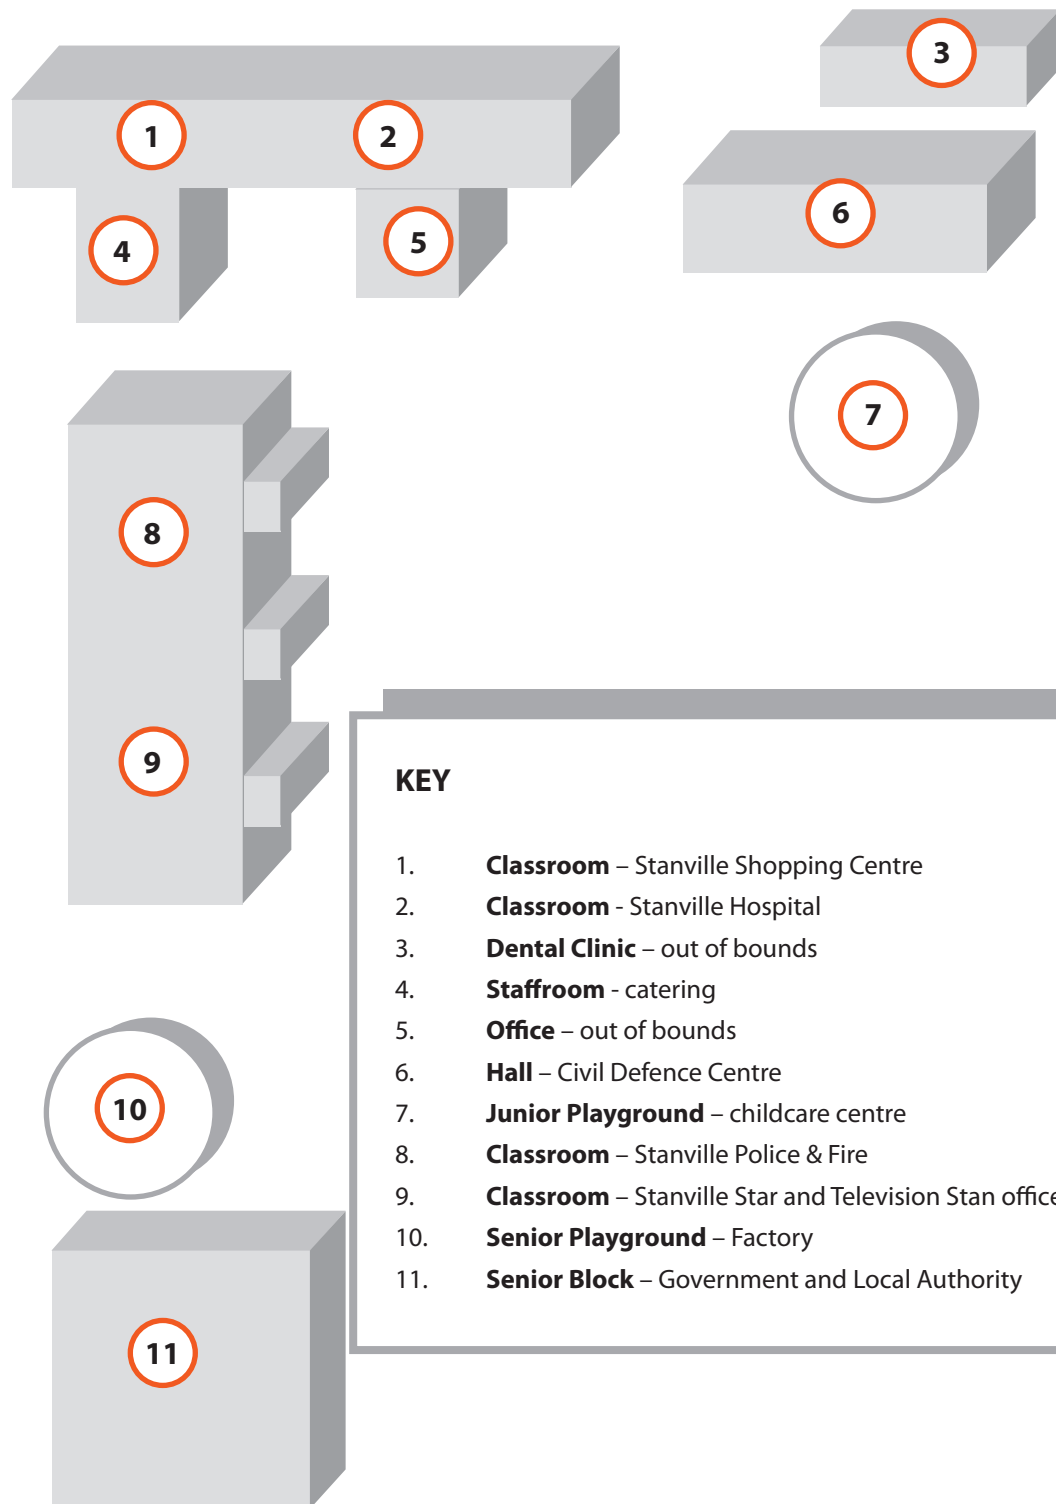 3
1 2
6
4 5
7
8
9
KEY
1. Classroom – Stanville Shopping Centre
2. Classroom - Stanville Hospital
3. Dental Clinic – out of bounds
4. Staffroom - catering
5. Office – out of bounds
6. Hall – Civil Defence Centre
7. Junior Playground – childcare centre
8. Classroom – Stanville Police & Fire
9. Classroom – Stanville Star and Television Stan office
10. Senior Playground – Factory
11. Senior Block – Government and Local Authority
10
11